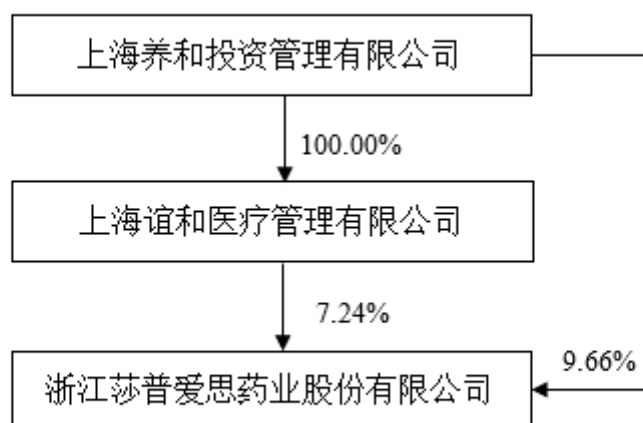 上海养和投资管理有限公司
100.00%
上海谊和医疗管理有限公司
7.24%
9.66%
浙江莎普爱思药业股份有限公司